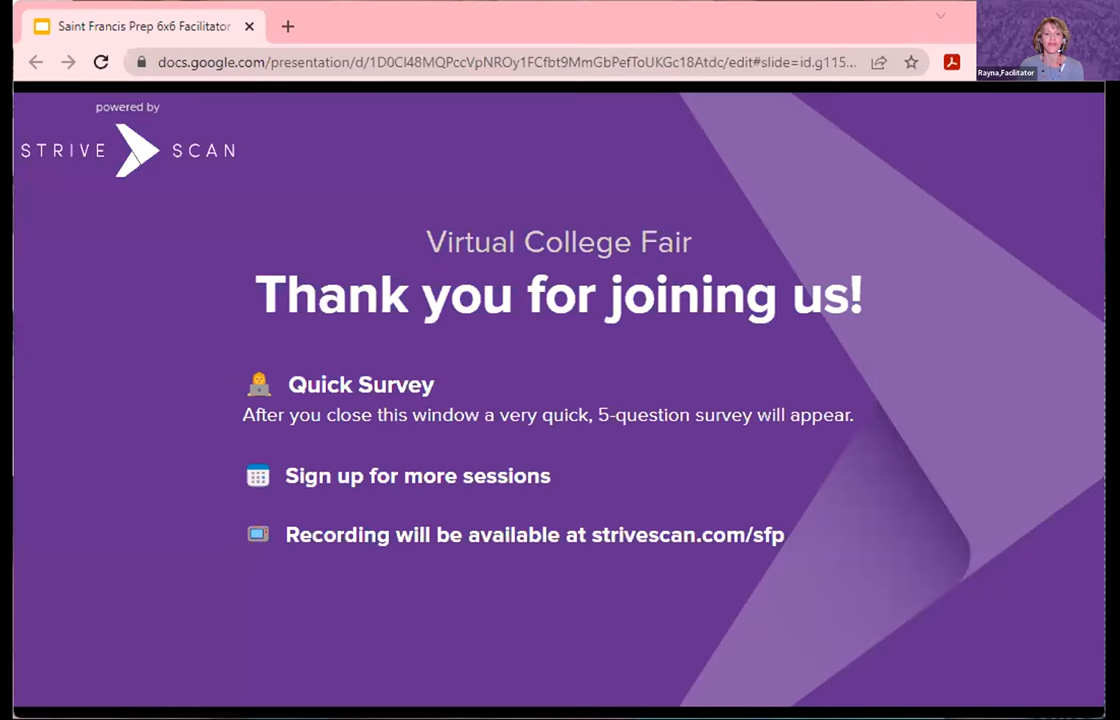 Saint Francis Prep 6x6 Facilitator
docs.google.com/presentation/d/1D0Cl48MQPccVpNROy1FCfbt9MmGbPefToUKGc18Atdc/edit#slide=id.g115...
Rayna,Facilitator
powered by
STRIVE SCAN
Virtual College Fair
Thank you for joining us!
Quick Survey
After you close this window a very quick, 5-question survey will appear.
Sign up for more sessions
Recording will be available at strivescan.com/sfp